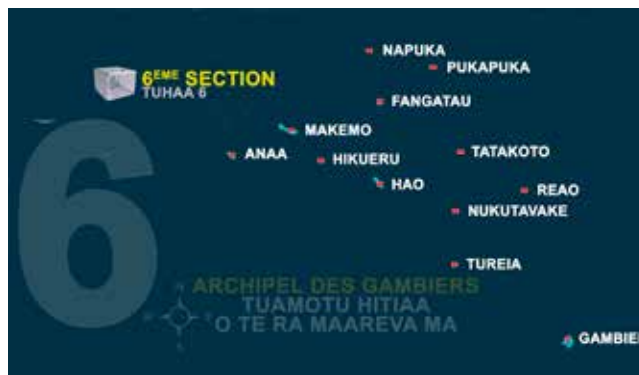 NAPUKA
PUKAPUKA
6EME SECTION
TUHAA 6
FANGATAU
MAKEMO
ANAA
HIKUERU
TATAKOTO
HAO
REAO
NUKUTAVAKE
6
TUREIA
ARCHIPEL DES GAMBIERS
TUAMOTU HITIAA
O TE RA MAAREVA MA
GAMBIE